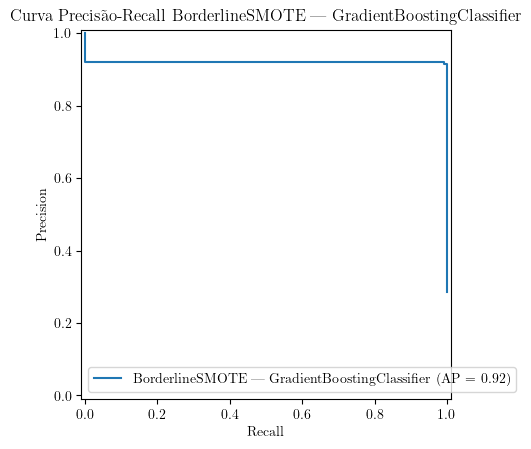 Curva Precisão-Recall BorderlineSMOTE — GradientBoostingClassifier
1.0
0.8
0.6
0.4
0.2
0.0
Precision
BorderlineSMOTE — GradientBoostingClassifier (AP = 0.92)
0.0 0.2 0.4 0.6 0.8 1.0
Recall